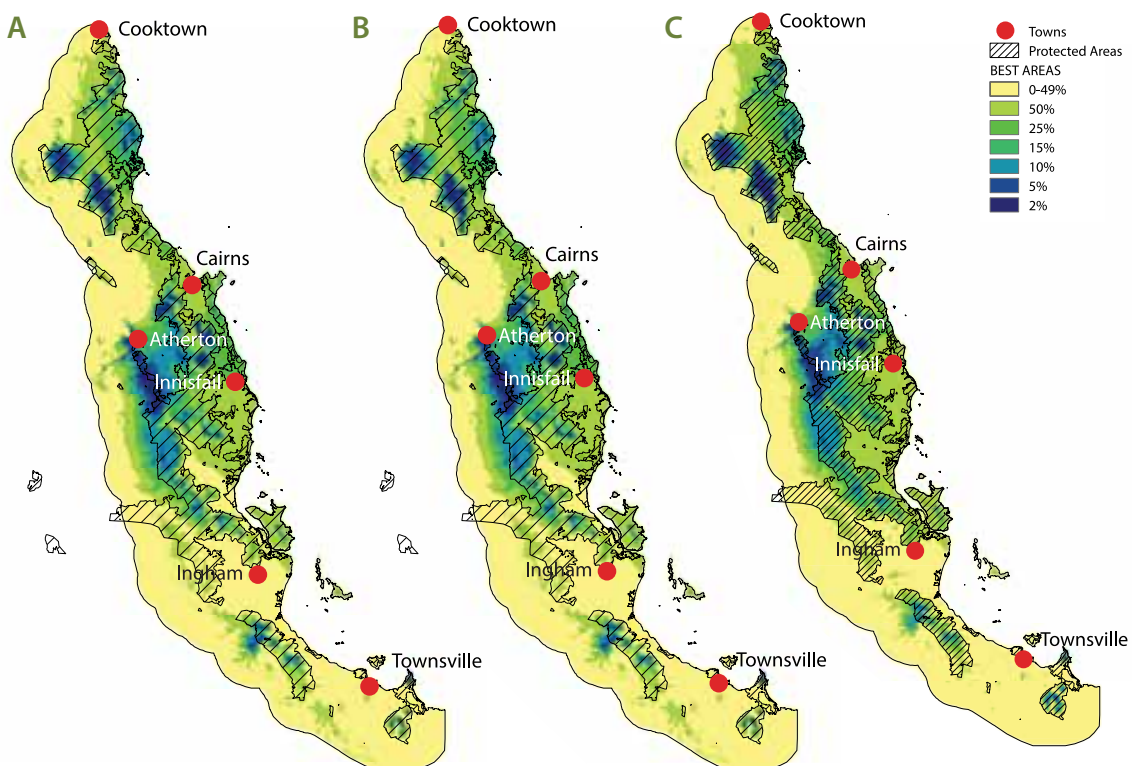 A
Cooktown
Cairns
Atherton
Innisfail
Ingham
Townsville
B
Cooktown
Cairns
Atherton
Innisfail
Ingham
Townsville
C
Cooktown
Cairns
Atherton
Innisfail
Ingham
Townsville
Towns
Protected Areas
BEST AREAS
0-49%
50%
25%
15%
10%
5%
2%